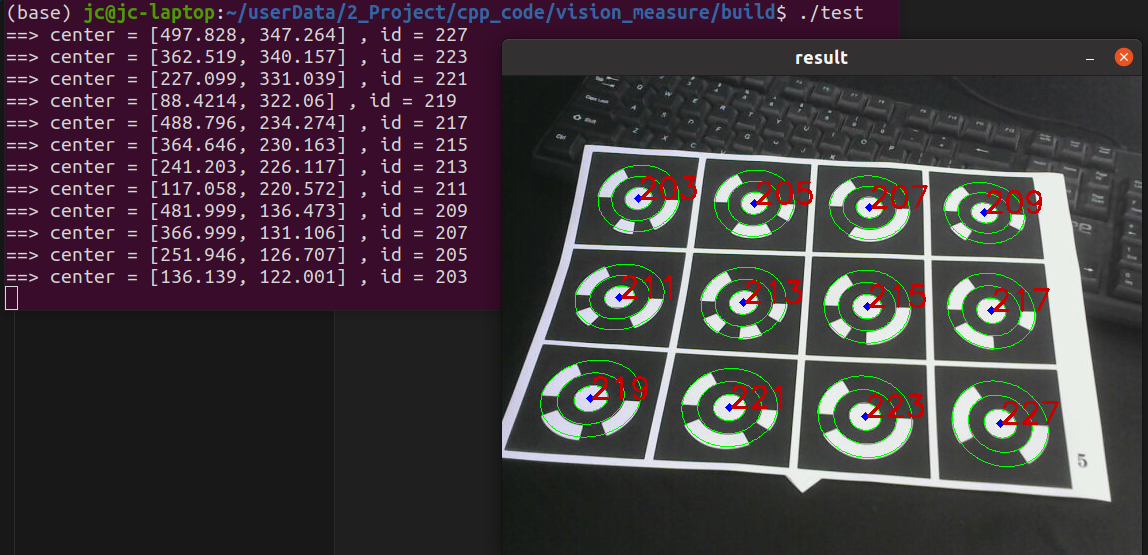 (base) jc@jc-laptop:~/userData/2_Project/cpp_code/vision_measure/build$ ./test
==> center = [497.828, 347.264] , id = 227
==> center = [362.519, 340.157] , id = 223
==> center = [227.099, 331.039] , id = 221
==> center = [88.4214, 322.06] , id = 219
==> center = [488.796, 234.274] , id = 217
==> center = [364.646, 230.163] , id = 215
==> center = [241.203, 226.117] , id = 213
==> center = [117.058, 220.572] , id = 211
==> center = [481.999, 136.473] , id = 209
==> center = [366.999, 131.106] , id = 207
==> center = [251.946, 126.707] , id = 205
==> center = [136.139, 122.001] , id = 203
result
203 205 207 209
211 213 215 217
219 221 223 227
5